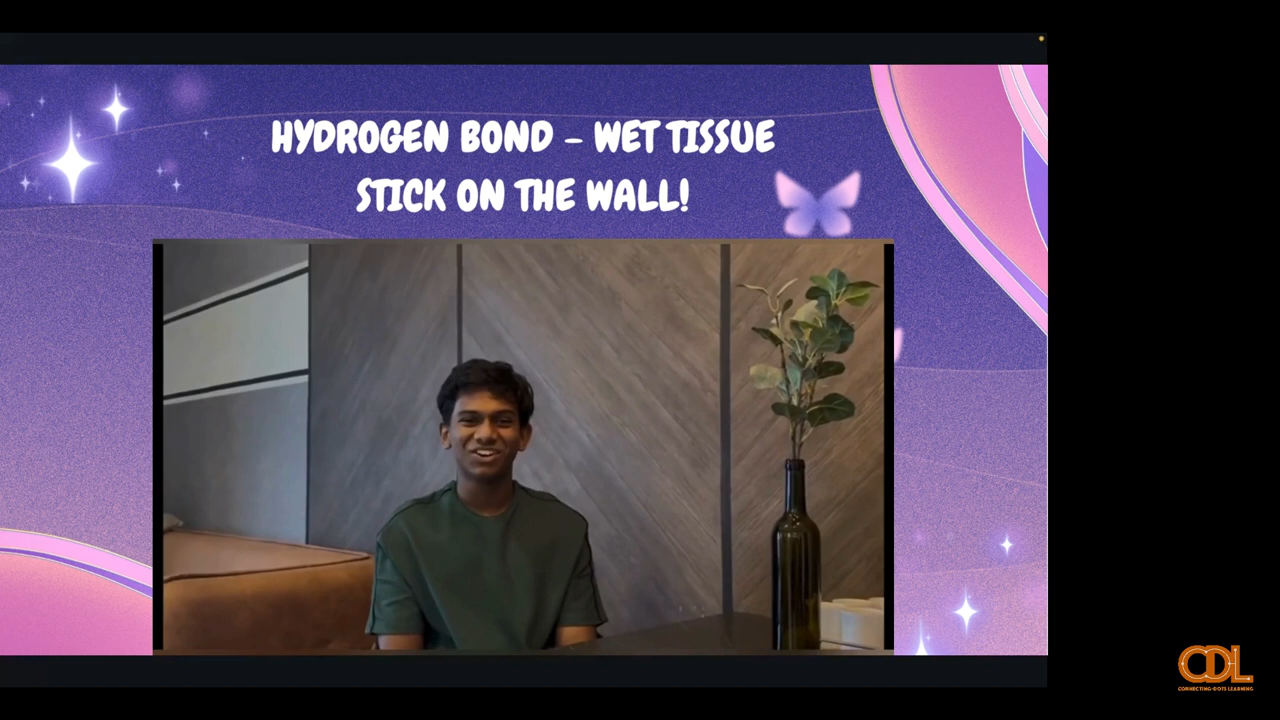 HYDROGEN BOND - WET TISSUE
STICK ON THE WALL!
CDL
CONNECTING-DOTS LEARNING